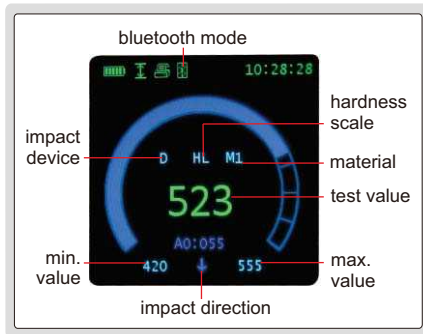 bluetooth mode
10:28:28
hardness
scale
impact
device
D HL M1
material
523
test value
A0:055
min.
value
420
555
max.
value
impact direction